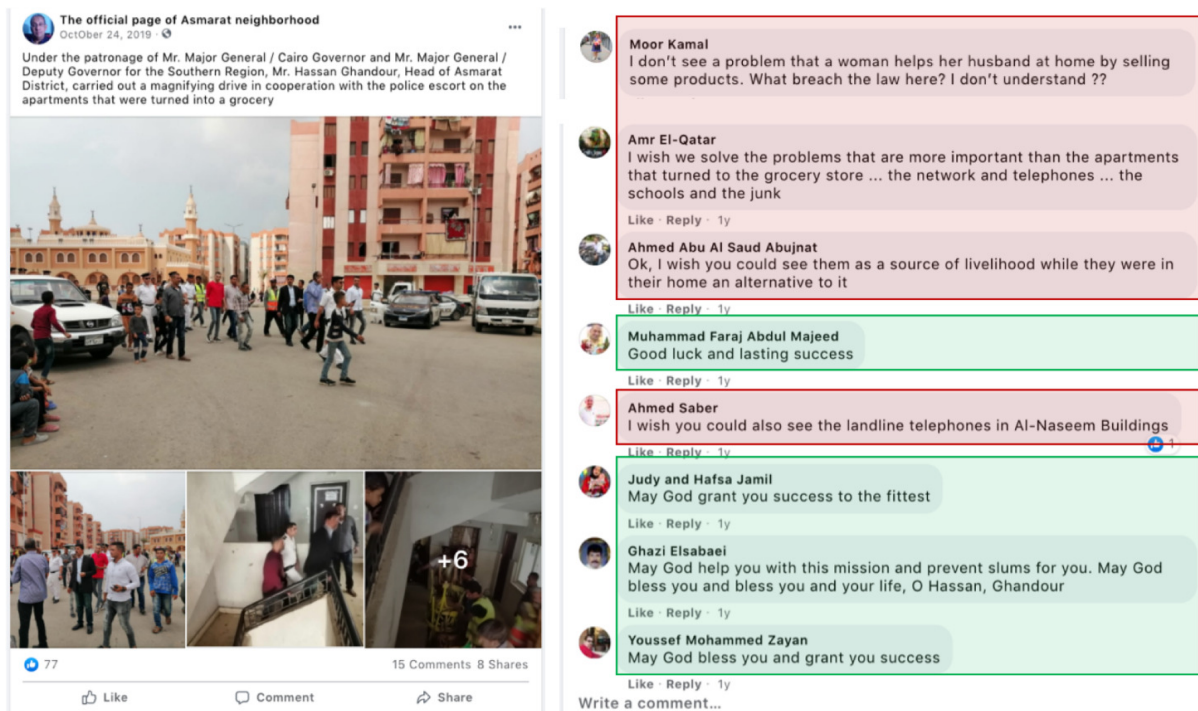 The official page of Asmarat neighborhood
OctOber 24, 2019 ·
Under the patronage of Mr. Major General / Cairo Governor and Mr. Major General /
Deputy Governor for the Southern Region, Mr. Hassan Ghandour, Head of Asmarat
District, carried out a magnifying drive in cooperation with the police escort on the
apartments that were turned into a grocery
+6
77
15 Comments 8 Shares
Like
Comment
Share
Moor Kamal
I don't see a problem that a woman helps her husband at home by selling
some products. What breach the law here? I don't understand ??
Amr El-Qatar
I wish we solve the problems that are more important than the apartments
that turned to the grocery store ... the network and telephones ... the
schools and the junk
Like · Reply · 1y
Ahmed Abu Al Saud Abujnat
Ok, I wish you could see them as a source of livelihood while they were in
their home an alternative to it
Like · Reply · 1y
Muhammad Faraj Abdul Majeed
Good luck and lasting success
Like · Reply · 1y
Ahmed Saber
I wish you could also see the landline telephones in Al-Naseem Buildings
1
Like · Reply · 1y
Judy and Hafsa Jamil
May God grant you success to the fittest
Like · Reply · 1y
Ghazi Elsabaei
May God help you with this mission and prevent slums for you. May God
bless you and bless you and your life, O Hassan, Ghandour
Like · Reply · 1y
Youssef Mohammed Zayan
May God bless you and grant you success
Like · Reply · 1y
Write a comment...